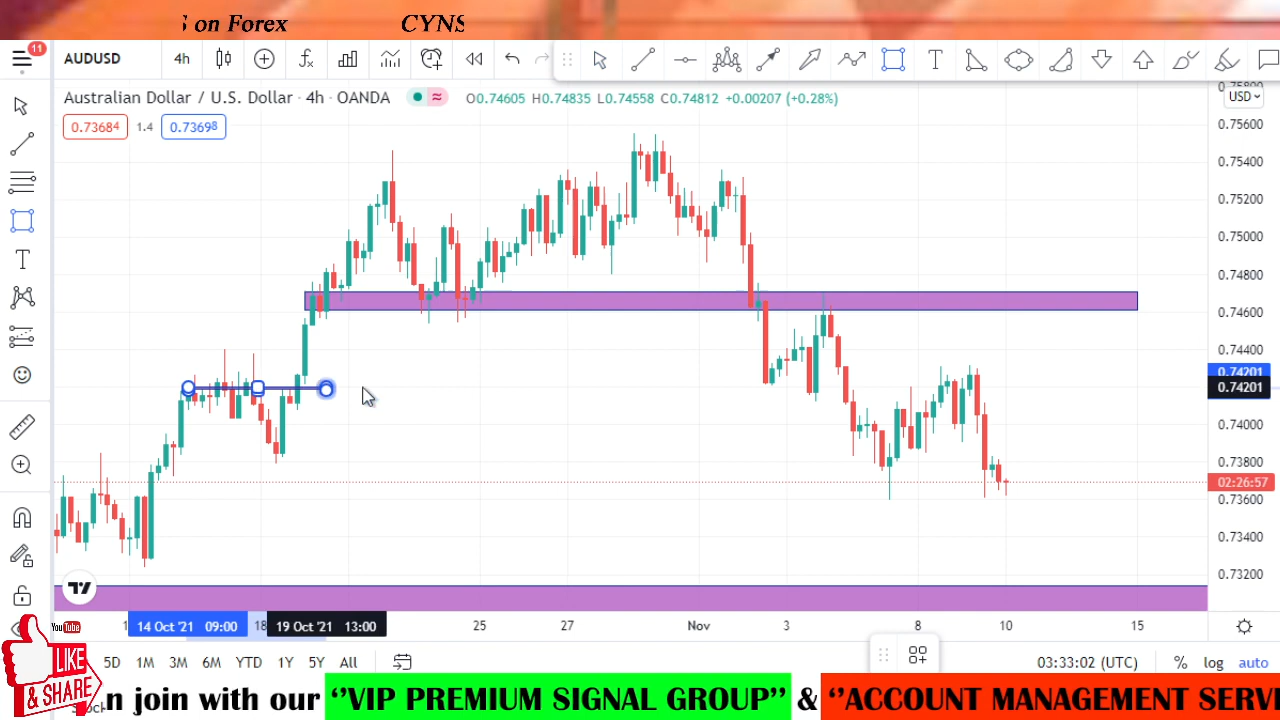 S on Forex CYNS
11
AUDUSD 4h
Australian Dollar / U.S. Dollar · 4h · OANDA
O0.74605 H0.74835 L0.74558 C0.74812 +0.00207 (+0.28%)
USD
0.73684 1.4 0.73698
0.75600
0.75400
0.75200
0.75000
0.74800
0.74600
0.74400
0.74201
0.74201
0.74000
0.73800
02:26:57
0.73600
0.73400
0.73200
14 Oct '21 09:00 18 19 Oct '21 13:00 25 27 Nov 3 8 10 15
You Tube
LIKE
& SHARE
5D 1M 3M 6M YTD 1Y 5Y All
03:33:02 (UTC) % log auto
n join with our ‘’VIP PREMIUM SIGNAL GROUP’’ & ‘’ACCOUNT MANAGEMENT SERVI